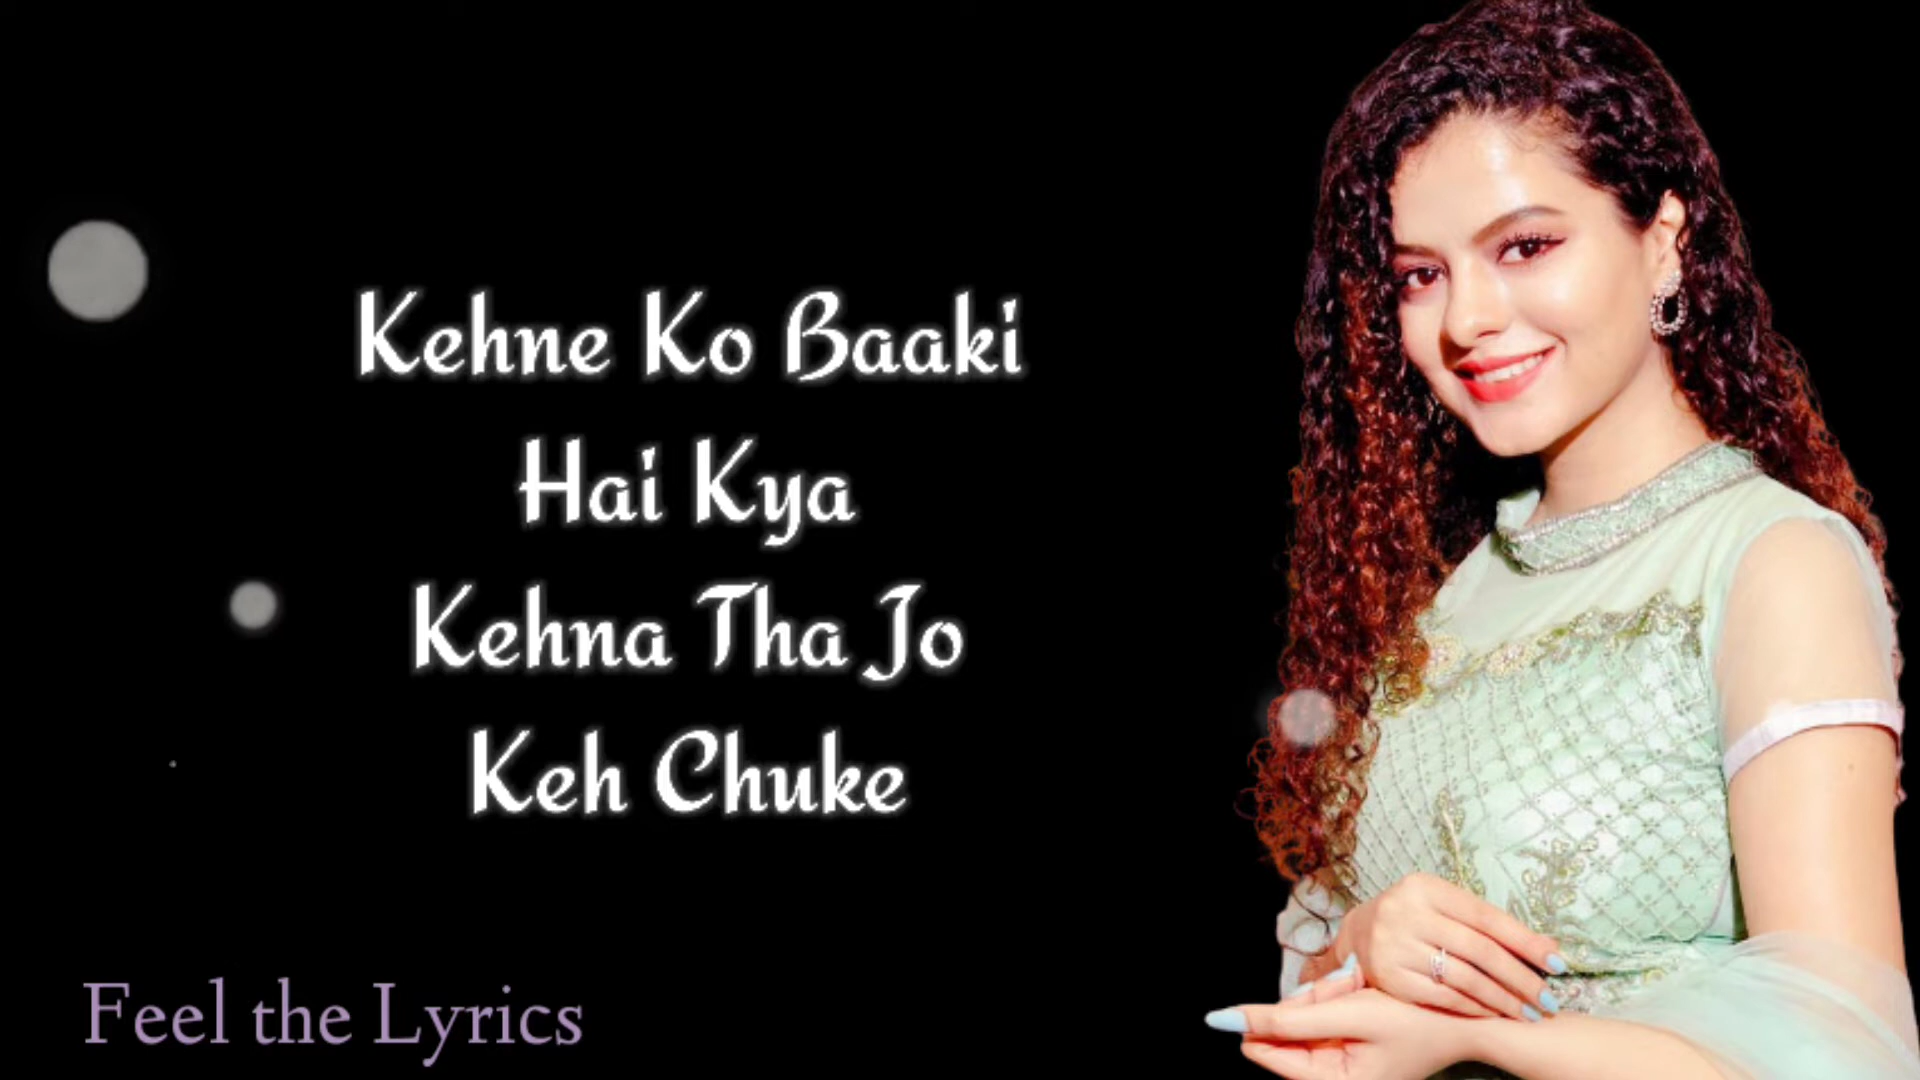 Kehne Ko Baaki
Hai Kya
Kehna Tha Jo
Keh Chuke
Feel the Lyrics